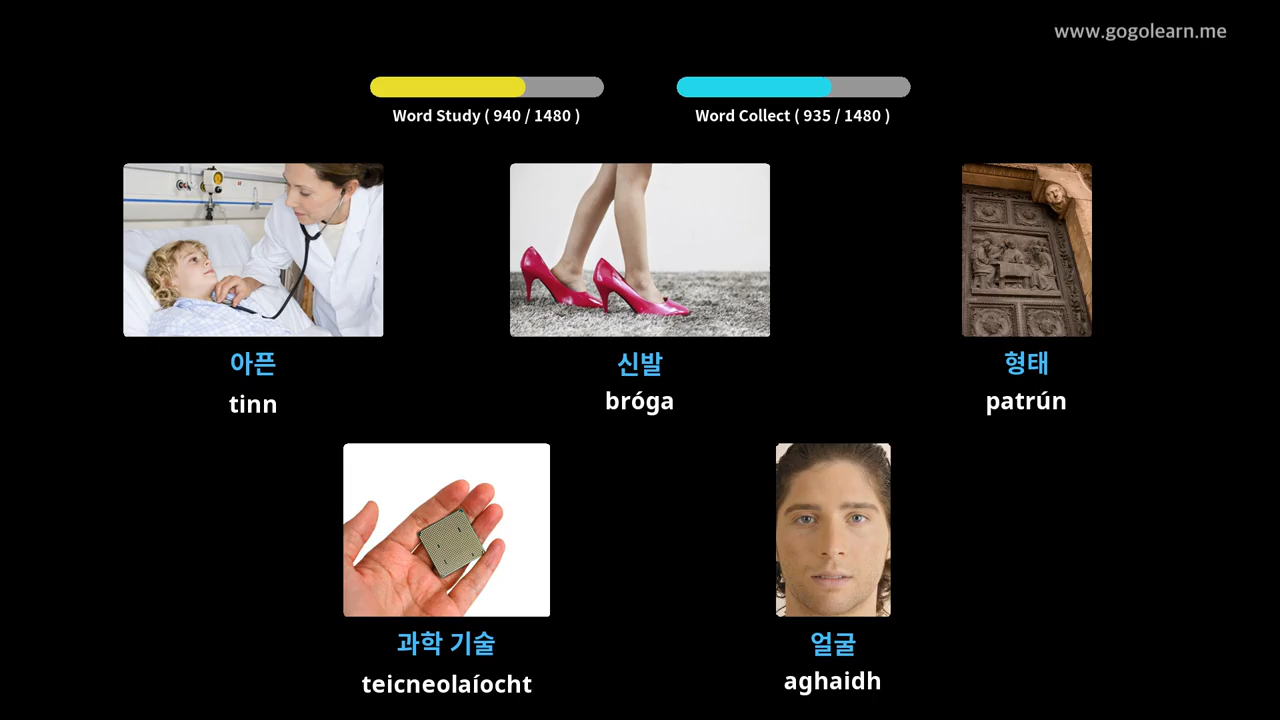 www.gogolearn.me
Word Study ( 940 / 1480 )
Word Collect ( 935 / 1480 )
아픈
tinn
신발
bróga
형태
patrún
과학 기술
teicneolaíocht
얼굴
aghaidh